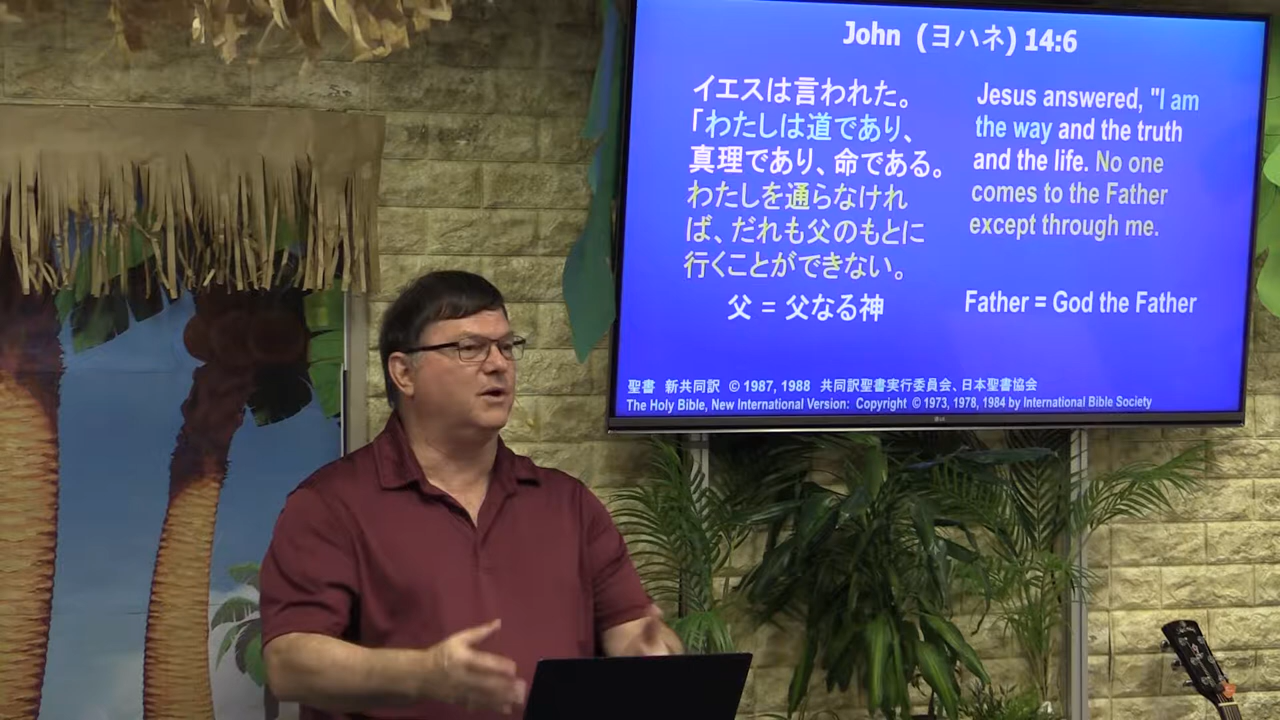 John (ヨハネ) 14:6
イエスは言われた。
「わたしは道であり、
真理であり、命である。
わたしを通らなけれ
ば、だれも父のもとに
行くことができない。
父 = 父なる神
Jesus answered, "I am
the way and the truth
and the life. No one
comes to the Father
except through me.
Father = God the Father
聖書 新共同訳 © 1987, 1988 共同訳聖書実行委員会、日本聖書協会
The Holy Bible, New International Version: Copyright © 1973, 1978, 1984 by International Bible Society
LG